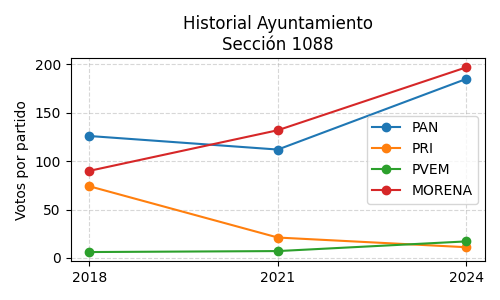 Historial Ayuntamiento
Sección 1088
Votos por partido
200
150
100
50
0
2018
2021
2024
PAN
PRI
PVEM
MORENA